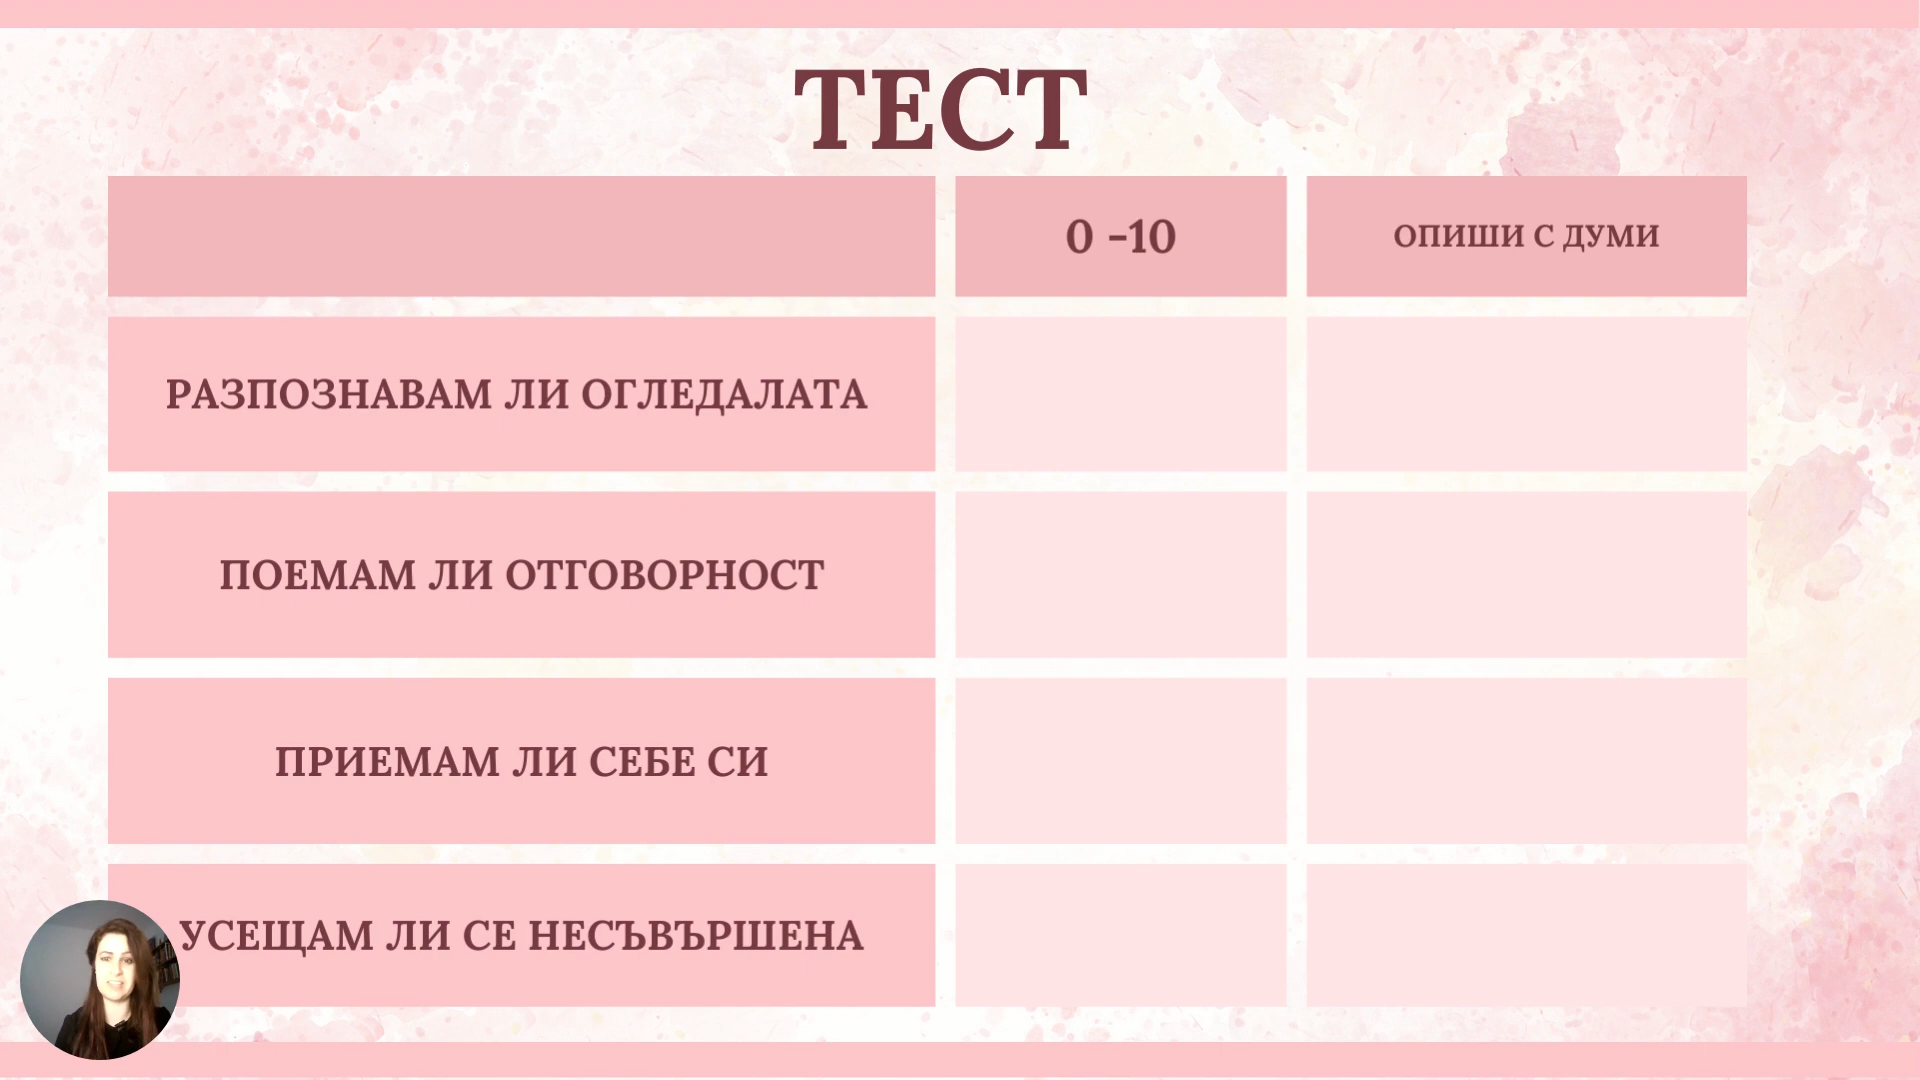 ТЕСТ
0 -10
ОПИШИ С ДУМИ
РАЗПОЗНАВАМ ЛИ ОГЛЕДАЛАТА
ПОЕМАМ ЛИ ОТГОВОРНОСТ
ПРИЕМАМ ЛИ СЕБЕ СИ
УСЕЩАМ ЛИ СЕ НЕСЪВЪРШЕНА